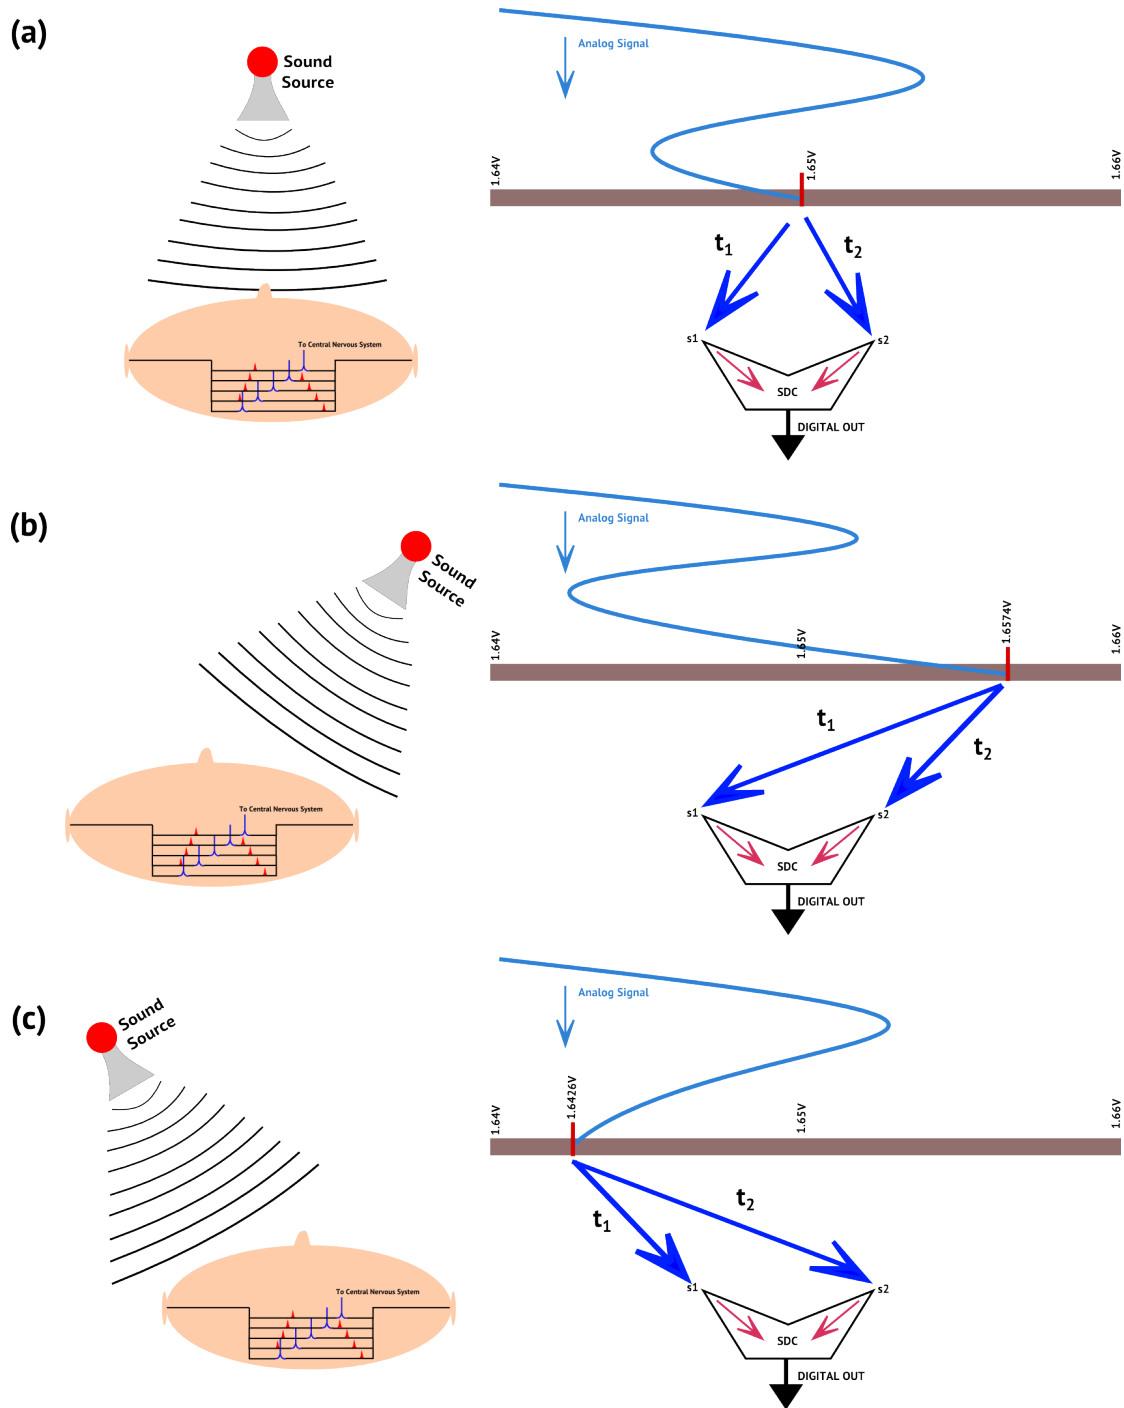 (a)
Sound
Source
To Central Nervous System
Analog Signal
1.64V
1.65V
1.66V
t1
t2
s1
s2
SDC
DIGITAL OUT
(b)
Sound
Source
To Central Nervous System
Analog Signal
1.64V
1.65V
1.6574V
1.66V
t1
t2
s1
s2
SDC
DIGITAL OUT
(c)
Sound
Source
To Central Nervous System
Analog Signal
1.64V
1.6426V
1.65V
1.66V
t1
t2
s1
s2
SDC
DIGITAL OUT